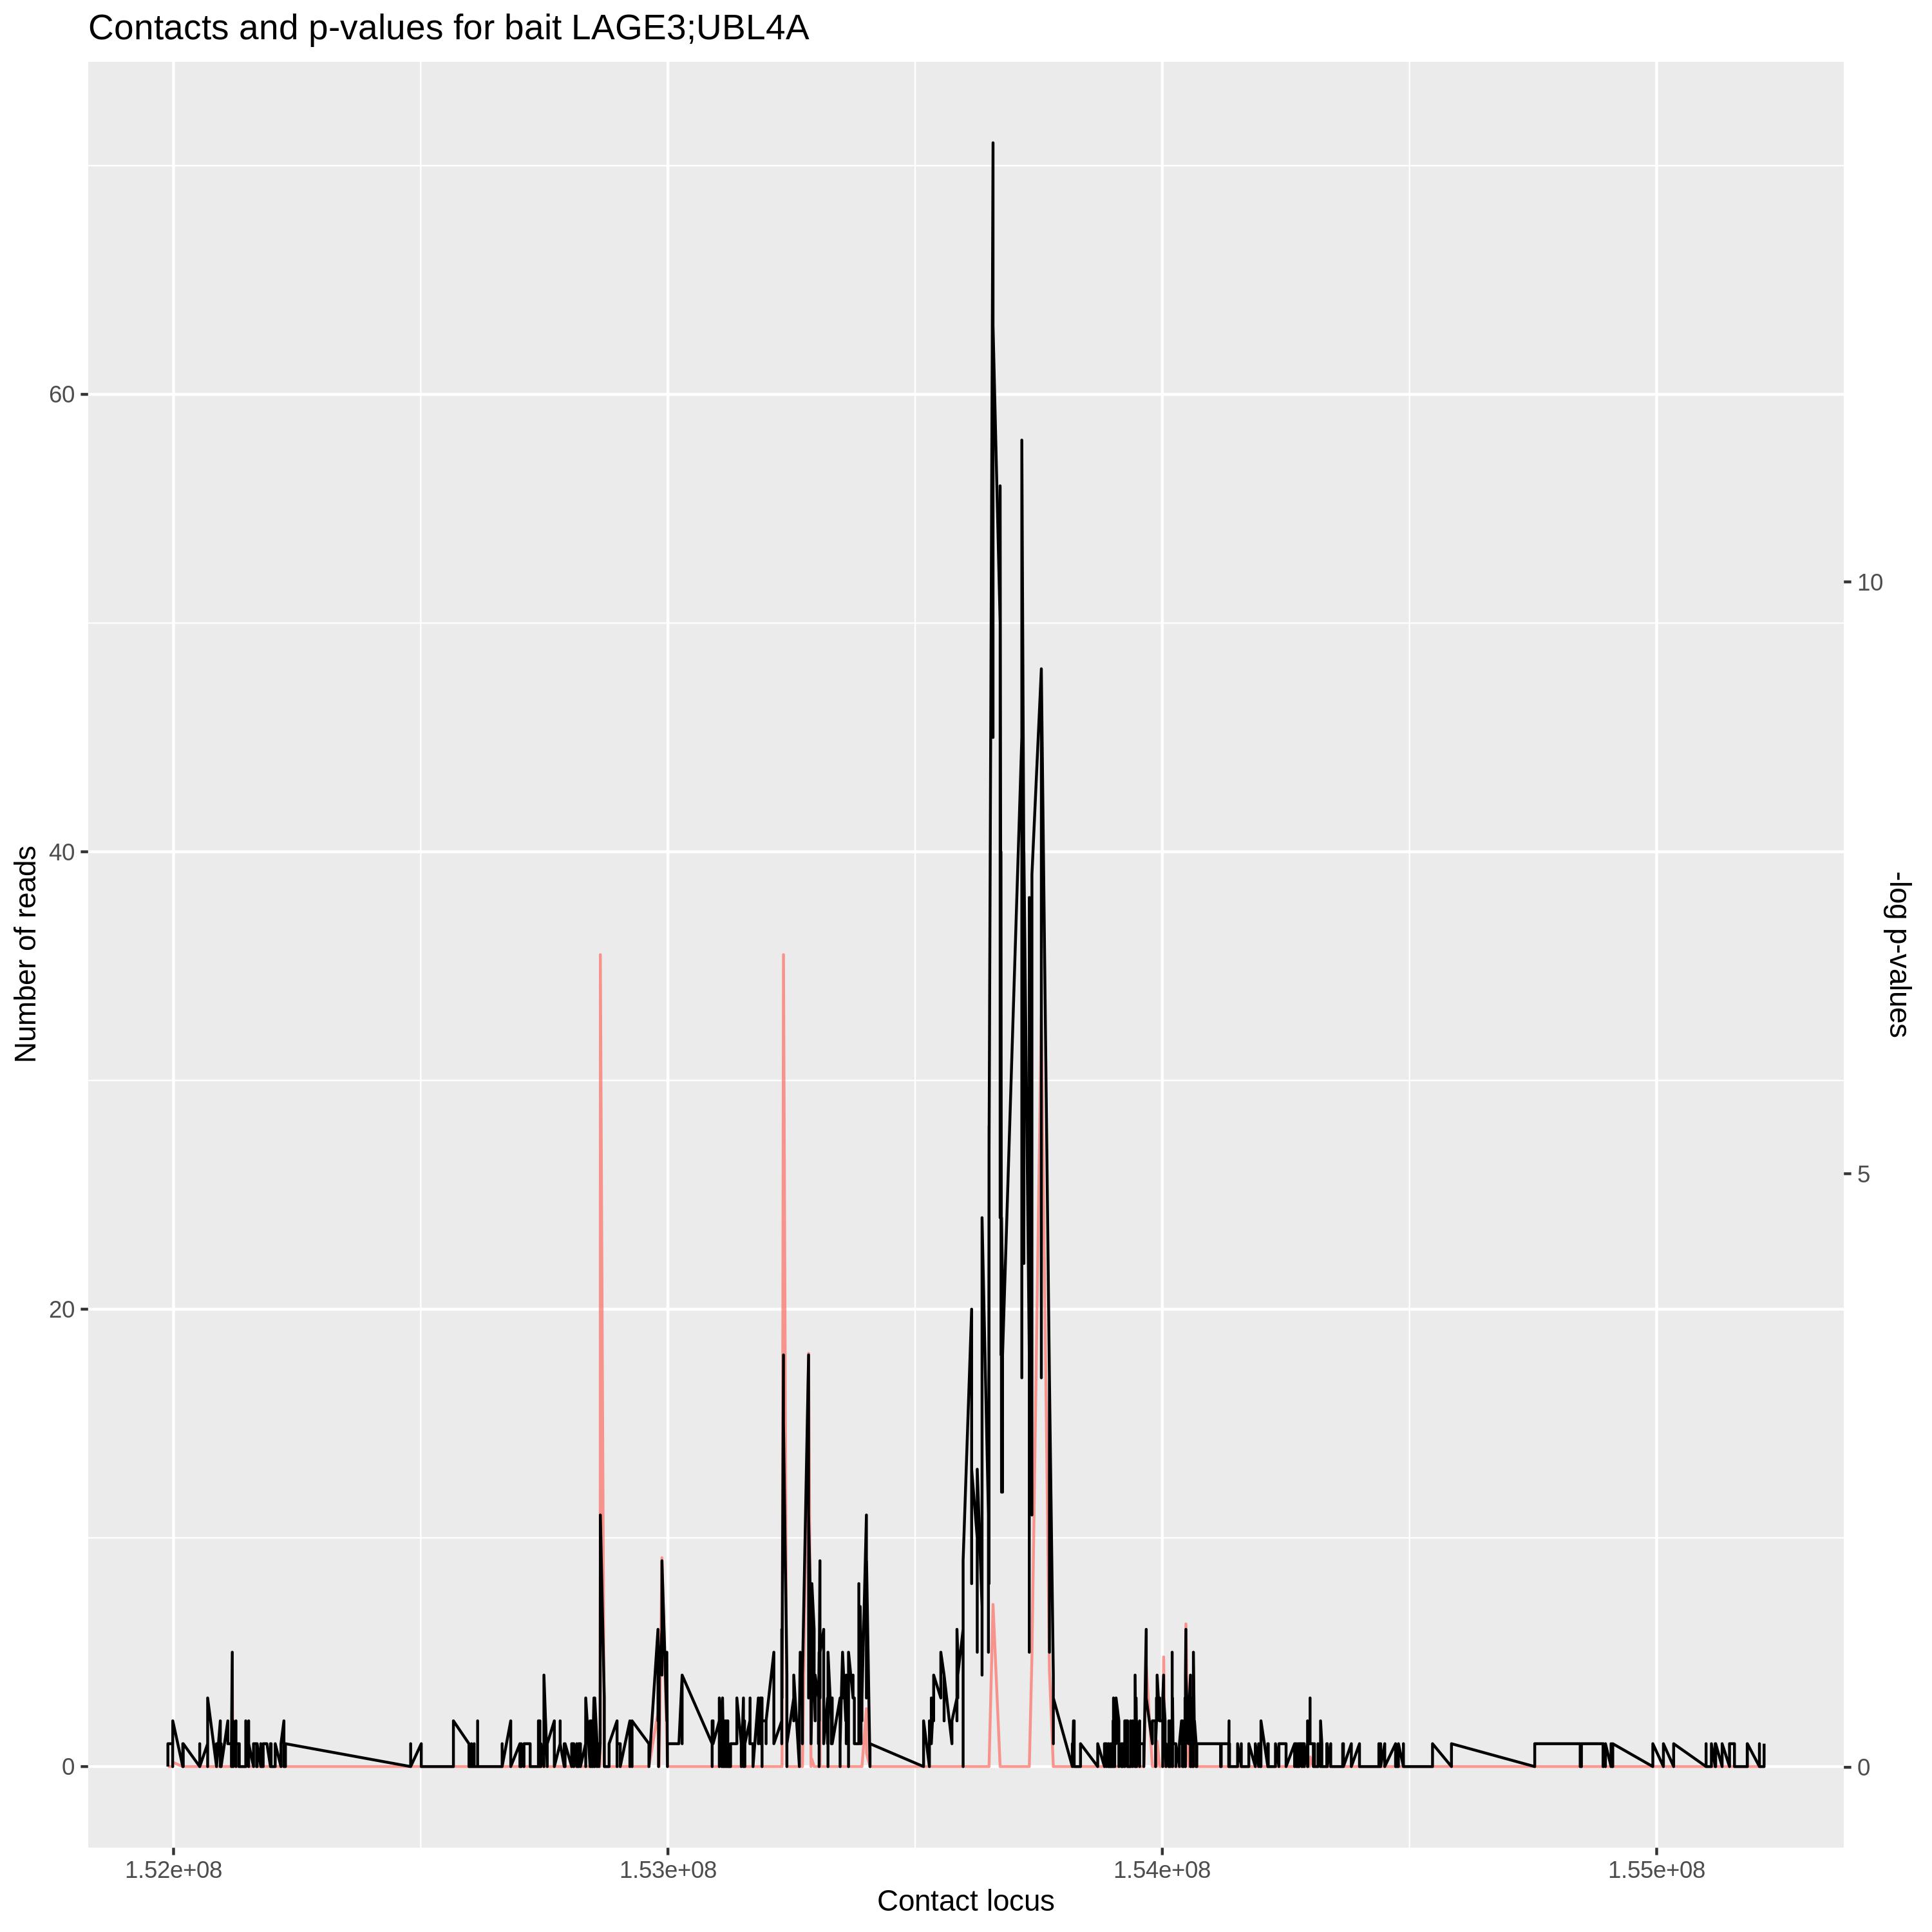 Contacts and p-values for bait LAGE3;UBL4A
60
40
20
0
Number of reads
10
5
0
-log p-values
1.52e+08
1.53e+08
1.54e+08
1.55e+08
Contact locus